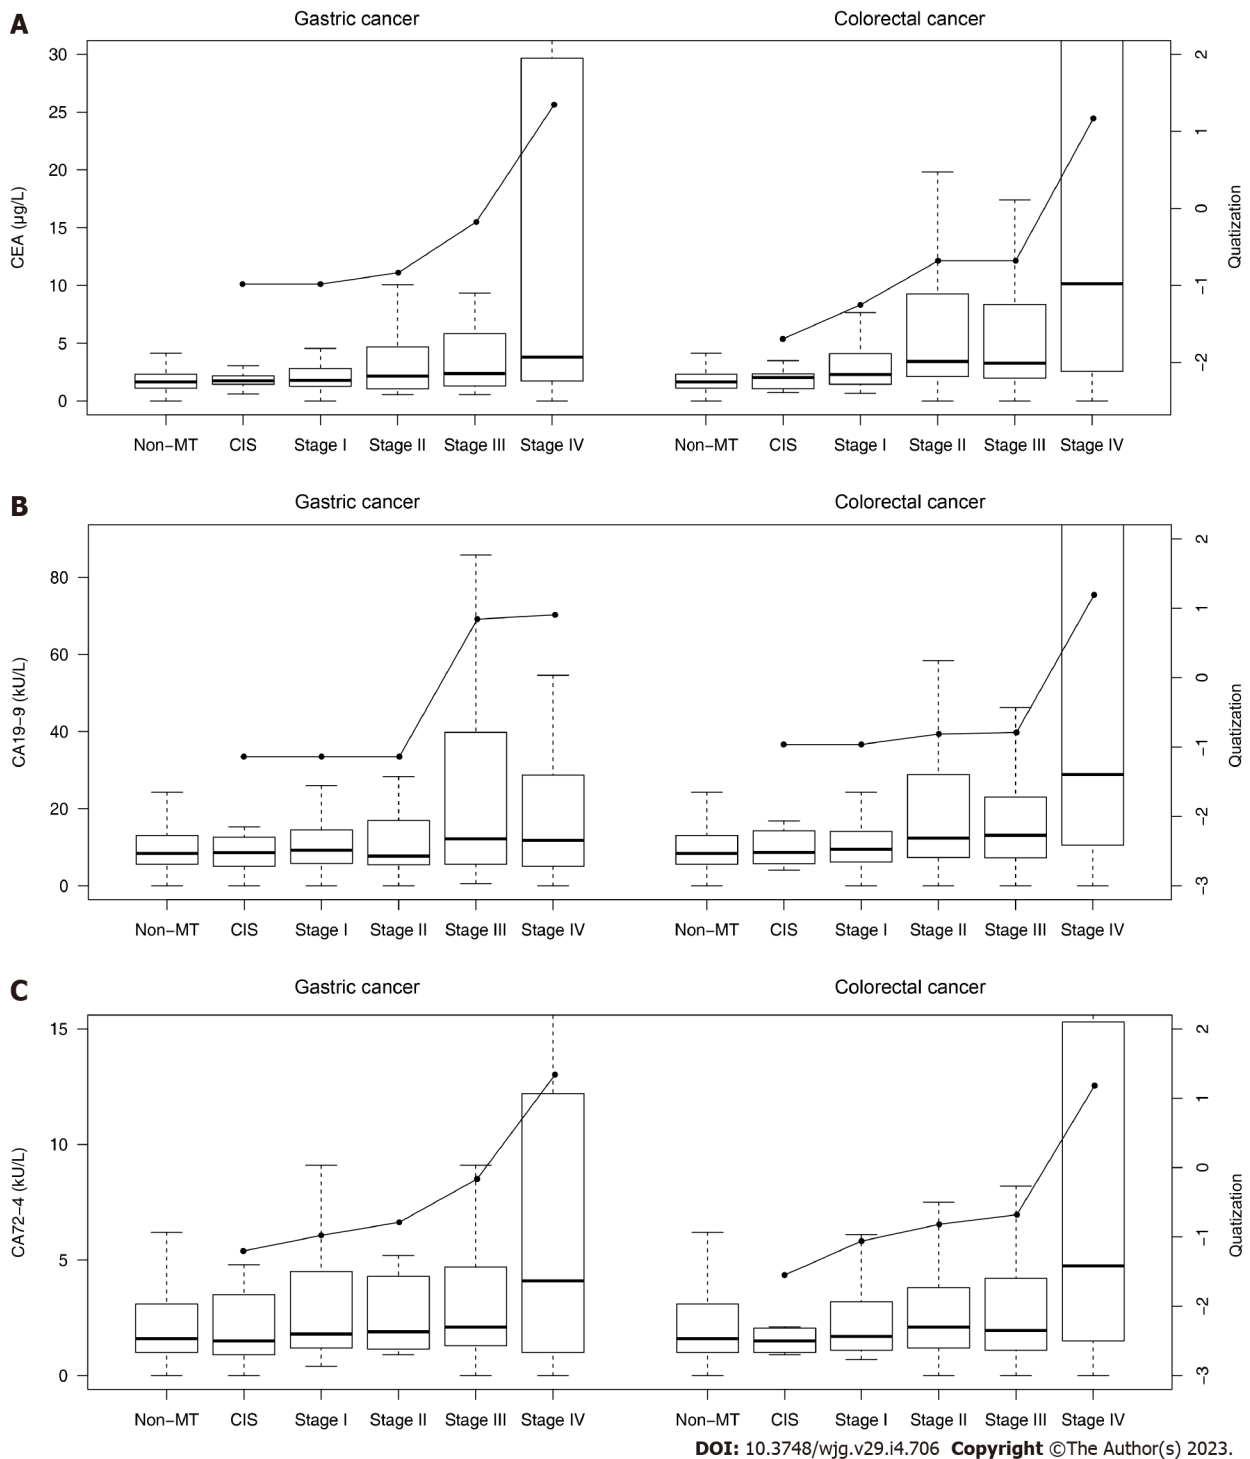 A
Gastric cancer Colorectal cancer
CEA (µg/L)
30
25
20
15
10
5
0
2
1
0
−1
−2
Quatization
Non−MT CIS Stage I Stage II Stage III Stage IV Non−MT CIS Stage I Stage II Stage III Stage IV
B
Gastric cancer Colorectal cancer
CA19−9 (kU/L)
80
60
40
20
0
2
1
0
−1
−2
−3
Quatization
Non−MT CIS Stage I Stage II Stage III Stage IV Non−MT CIS Stage I Stage II Stage III Stage IV
C
Gastric cancer Colorectal cancer
CA72−4 (kU/L)
15
10
5
0
2
1
0
−1
−2
−3
Quatization
Non−MT CIS Stage I Stage II Stage III Stage IV Non−MT CIS Stage I Stage II Stage III Stage IV
DOI: 10.3748/wjg.v29.i4.706 Copyright ©The Author(s) 2023.